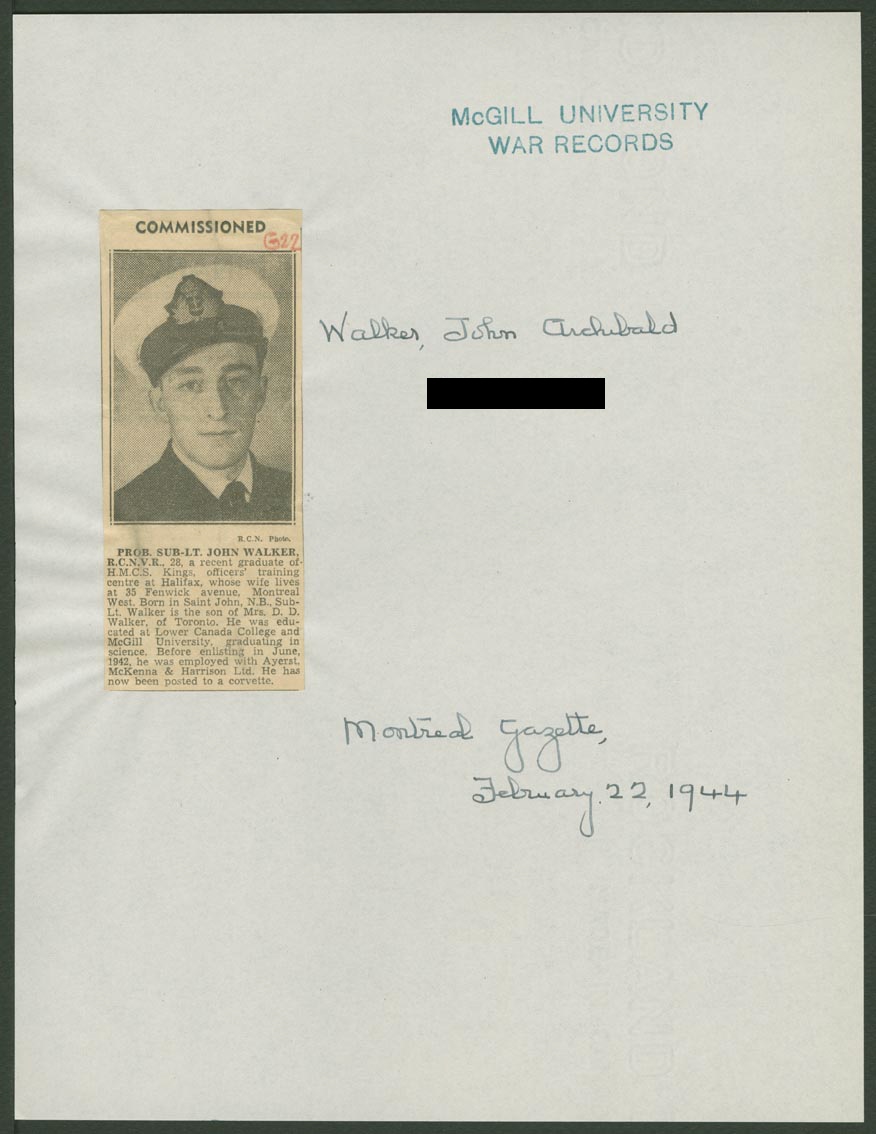 McGILL UNIVERSITY
WAR RECORDS
COMMISSIONED
G22
Walker, John Archibald
R.C.N. Photo.
PROB. SUB-LT. JOHN WALKER,
R.C.N.V.R., 28, a recent graduate of
H.M.C.S. Kings, officers' training
centre at Halifax, whose wife lives
at 35 Fenwick avenue, Montreal
West. Born in Saint John, N.B., Sub-
Lt. Walker is the son of Mrs. D. D.
Walker, of Toronto. He was edu-
cated at Lower Canada College and
McGill University, graduating in
science. Before enlisting in June,
1942, he was employed with Ayerst,
McKenna & Harrison Ltd. He has
now been posted to a corvette.
Montreal Gazette,
February 22, 1944